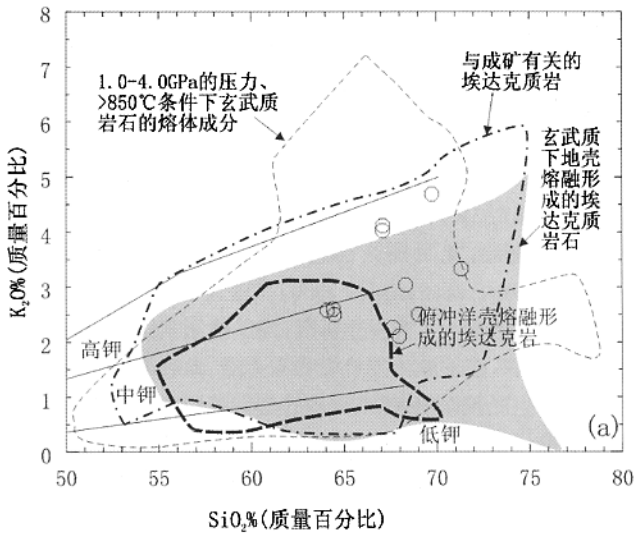 8
7
6
5
4
3
2
1
0
K₂O%(质量百分比)
1.0-4.0GPa的压力、
>850℃条件下玄武质
岩石的熔体成分
与成矿有关的
埃达克质岩
玄武质
下地壳
熔融形
成的埃
达克质
岩石
俯冲洋壳熔融形
成的埃达克岩
高钾
中钾
低钾
(a)
50
55
60
65
70
75
80
SiO₂%(质量百分比)